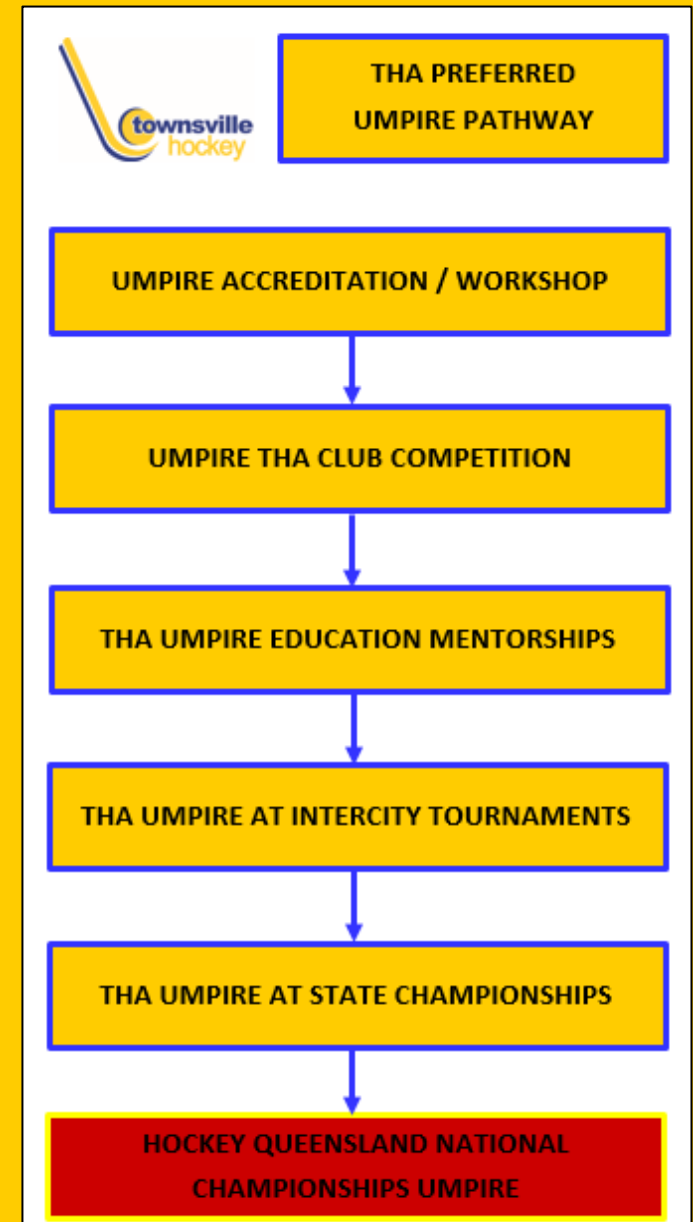 townsville
hockey
THA PREFERRED
UMPIRE PATHWAY
UMPIRE ACCREDITATION / WORKSHOP
UMPIRE THA CLUB COMPETITION
THA UMPIRE EDUCATION MENTORSHIPS
THA UMPIRE AT INTERCITY TOURNAMENTS
THA UMPIRE AT STATE CHAMPIONSHIPS
HOCKEY QUEENSLAND NATIONAL
CHAMPIONSHIPS UMPIRE